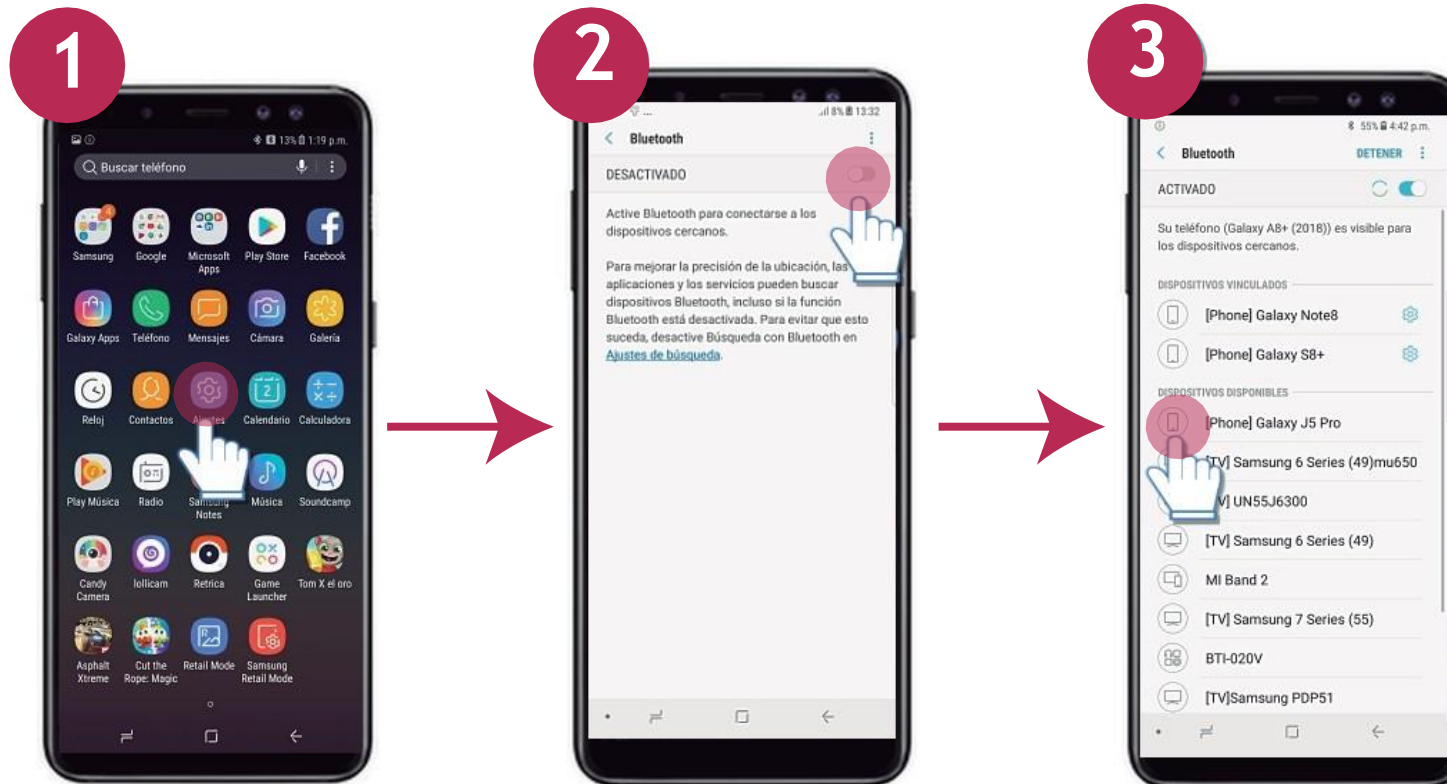 1
13% 1:19 p.m.
Buscar teléfono
4
Samsung
Google
Microsoft
Apps
Play Store
Facebook
Galaxy Apps
Teléfono
Mensajes
Cámara
Galería
Reloj
Contactos
Ajustes
Calendario
Calculadora
Play Música
Radio
Samsung
Notes
Música
Soundcamp
Candy
Camera
lollicam
Retrica
Game
Launcher
Tom X el oro
Asphalt
Xtreme
Cut the
Rope: Magic
Retail Mode
Samsung
Retail Mode
2
... 8% 13:32
Bluetooth
DESACTIVADO
Active Bluetooth para conectarse a los
dispositivos cercanos.
Para mejorar la precisión de la ubicación, las
aplicaciones y los servicios pueden buscar
dispositivos Bluetooth, incluso si la función
Bluetooth está desactivada. Para evitar que esto
suceda, desactive Búsqueda con Bluetooth en
Ajustes de búsqueda.
3
55% 4:42 p.m.
Bluetooth DETENER
ACTIVADO
Su teléfono (Galaxy A8+ (2018)) es visible para
los dispositivos cercanos.
DISPOSITIVOS VINCULADOS
[Phone] Galaxy Note8
[Phone] Galaxy S8+
DISPOSITIVOS DISPONIBLES
[Phone] Galaxy J5 Pro
[TV] Samsung 6 Series (49)mu650
[TV] UN55J6300
[TV] Samsung 6 Series (49)
MI Band 2
[TV] Samsung 7 Series (55)
BTI-020V
[TV]Samsung PDP51